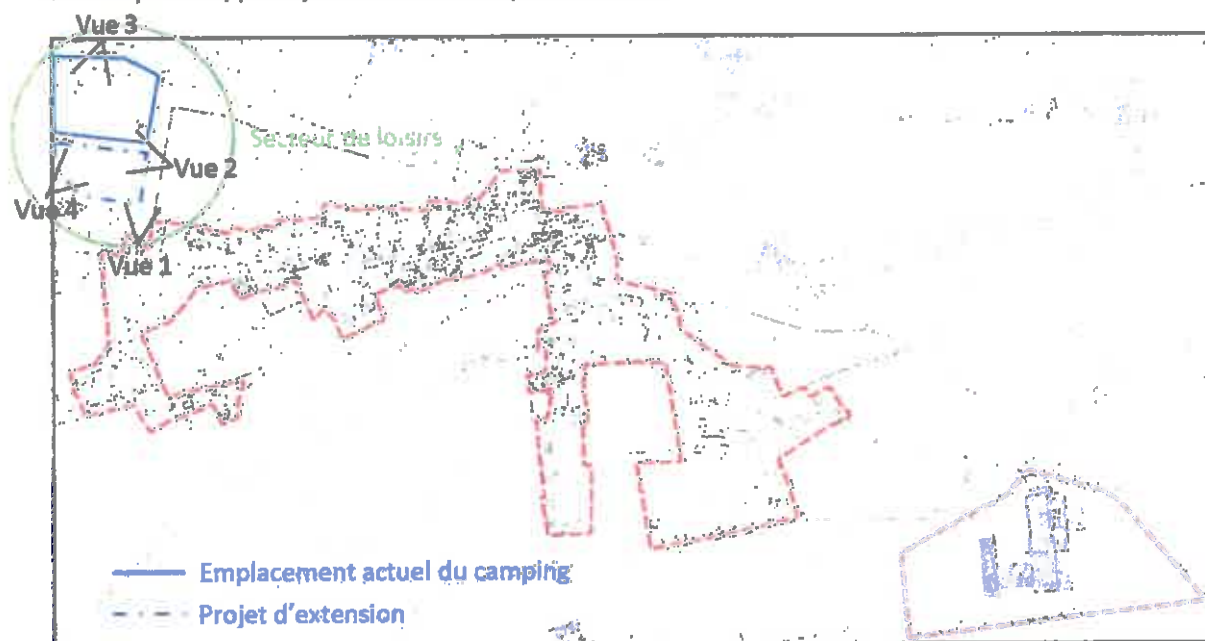 Vue 3
Secteur de loisirs
Vue 2
Vue 4
Vue 1
Emplacement actuel du camping
Projet d'extension